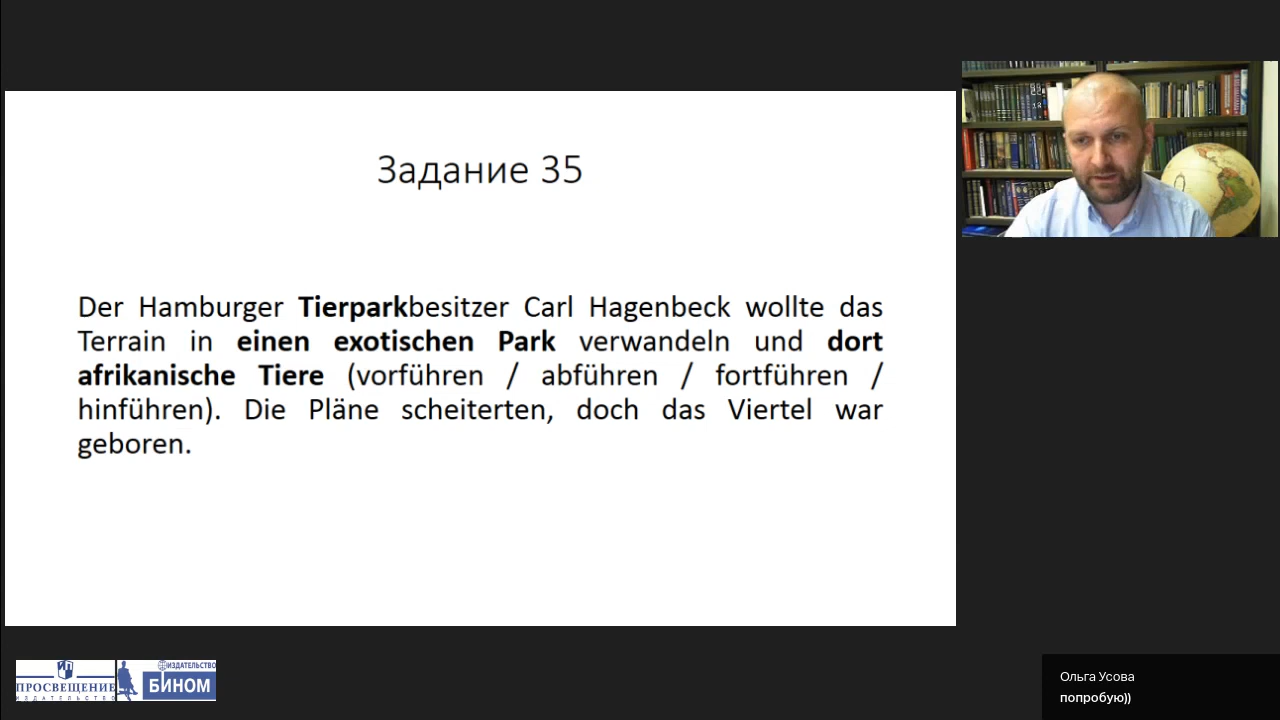 Задание 35
Der Hamburger Tierparkbesitzer Carl Hagenbeck wollte das
Terrain in einen exotischen Park verwandeln und dort
afrikanische Tiere (vorführen / abführen / fortführen /
hinführen). Die Pläne scheiterten, doch das Viertel war
geboren.
ПРОСВЕЩЕНИЕ
ИЗДАТЕЛЬСТВО
ИЗДАТЕЛЬСТВО
БИНОМ
Ольга Усова
попробую))